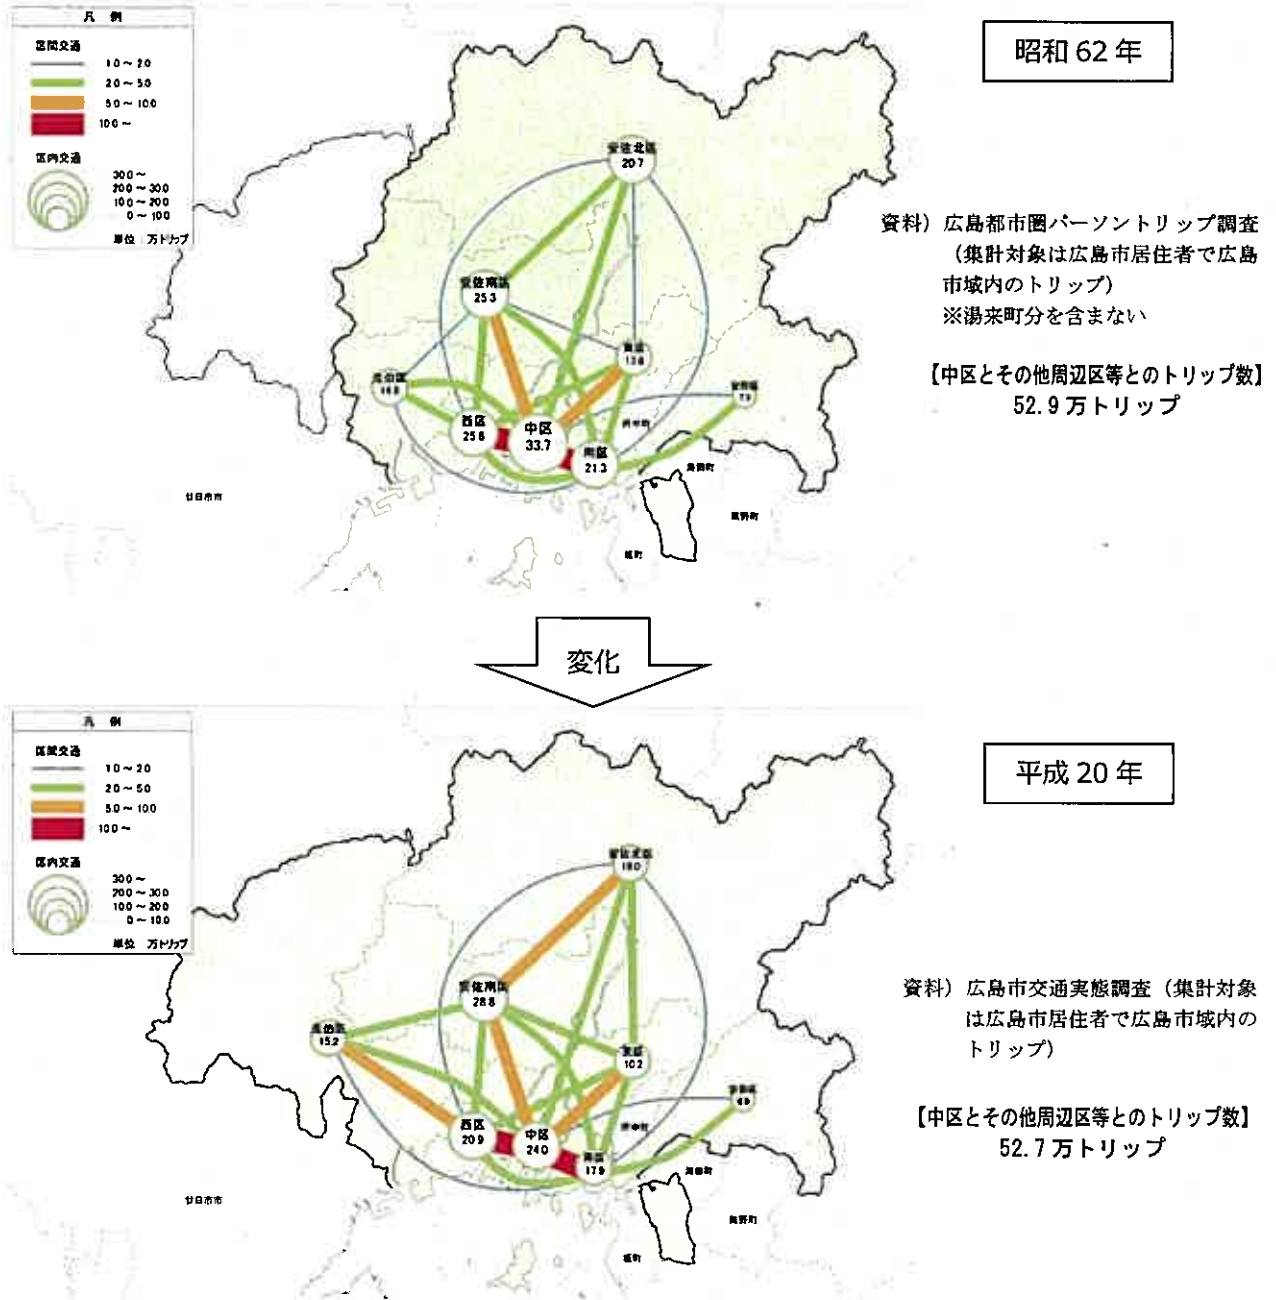 凡 例
区間交通
10～20
20～50
50～100
100～
区内交通
300～
200～300
100～200
0～100
単位 万トリップ
昭和 62 年
安佐北区
20.7
安佐南区
25.3
東区
佐伯区
安芸区
西区
25.6
中区
33.7
南区
21.3
府中町
海田町
熊野町
坂町
廿日市市
資料）広島都市圏パーソントリップ調査
（集計対象は広島市居住者で広島
市域内のトリップ）
※湯来町分を含まない
【中区とその他周辺区等とのトリップ数】
52.9 万トリップ
変化
凡 例
区間交通
10～20
20～50
50～100
100～
区内交通
300～
200～300
100～200
0～100
単位 万トリップ
平成 20 年
安佐北区
18.0
安佐南区
28.8
佐伯区
15.2
東区
10.2
安芸区
西区
20.9
中区
24.0
南区
17.9
府中町
海田町
熊野町
坂町
廿日市市
資料）広島市交通実態調査（集計対象
は広島市居住者で広島市域内の
トリップ）
【中区とその他周辺区等とのトリップ数】
52.7 万トリップ